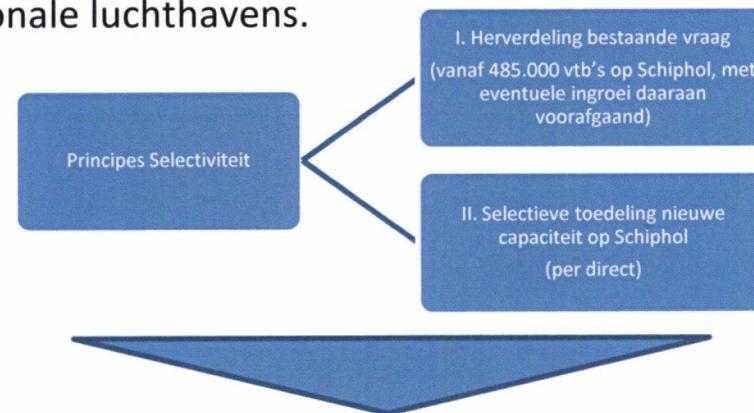 onale luchthavens.
I. Herverdeling bestaande vraag
(vanaf 485.000 vtb's op Schiphol, met
eventuele ingroei daaraan
voorafgaand)
Principes Selectiviteit
II. Selectieve toedeling nieuwe
capaciteit op Schiphol
(per direct)